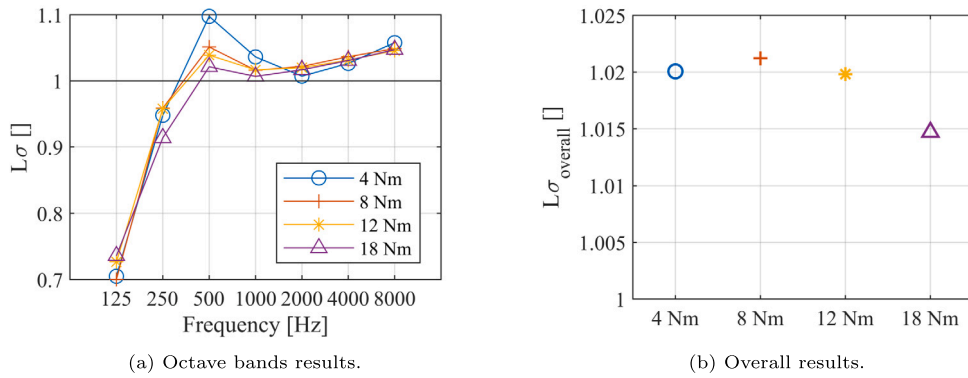 1.1
1
0.9
0.8
0.7
Lσ []
4 Nm
8 Nm
12 Nm
18 Nm
125 250 500 1000 2000 4000 8000
Frequency [Hz]
(a) Octave bands results.
1.025
1.02
1.015
1.01
1.005
1
Lσoverall []
4 Nm 8 Nm 12 Nm 18 Nm
(b) Overall results.